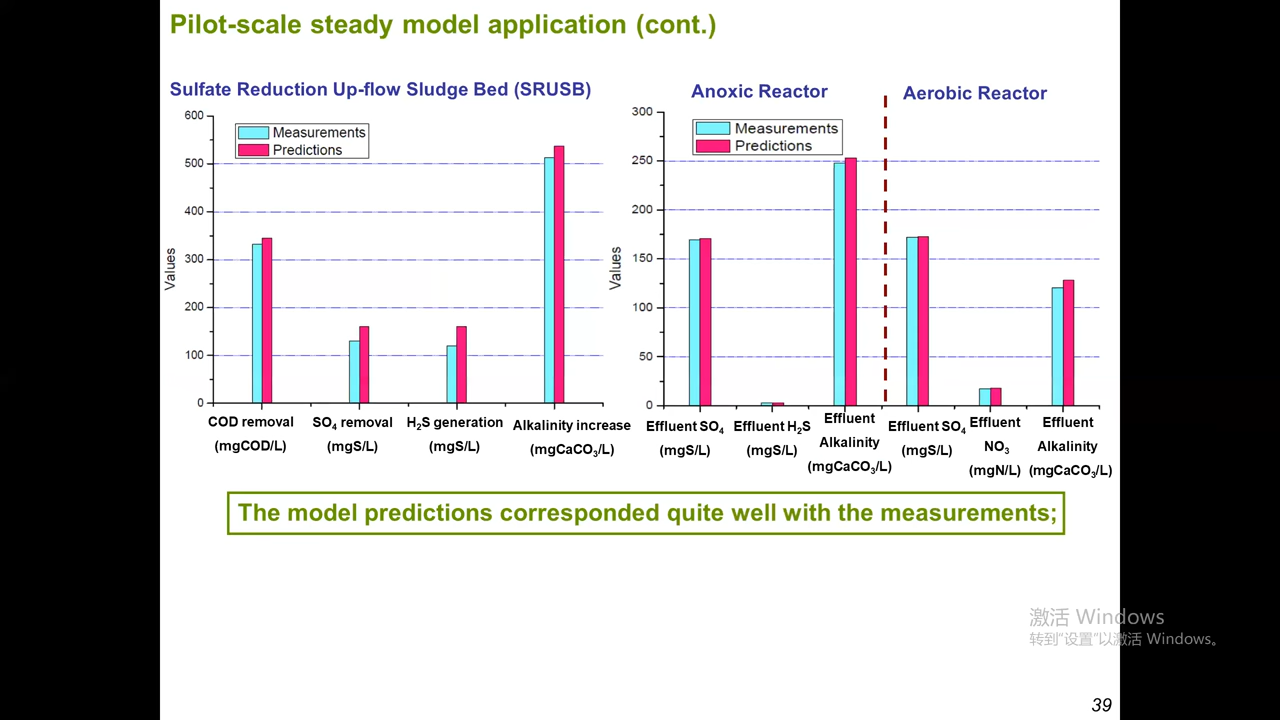 Pilot-scale steady model application (cont.)
Sulfate Reduction Up-flow Sludge Bed (SRUSB)
600
500
400
300
200
100
0
Values
Measurements
Predictions
COD removal
(mgCOD/L)
SO₄ removal
(mgS/L)
H₂S generation
(mgS/L)
Alkalinity increase
(mgCaCO₃/L)
Anoxic Reactor
Aerobic Reactor
300
250
200
150
100
50
0
Values
Measurements
Predictions
Effluent SO₄
(mgS/L)
Effluent H₂S
(mgS/L)
Effluent
Alkalinity
(mgCaCO₃/L)
Effluent SO₄
(mgS/L)
Effluent
NO₃
(mgN/L)
Effluent
Alkalinity
(mgCaCO₃/L)
The model predictions corresponded quite well with the measurements;
激活 Windows
转到"设置"以激活 Windows。
39